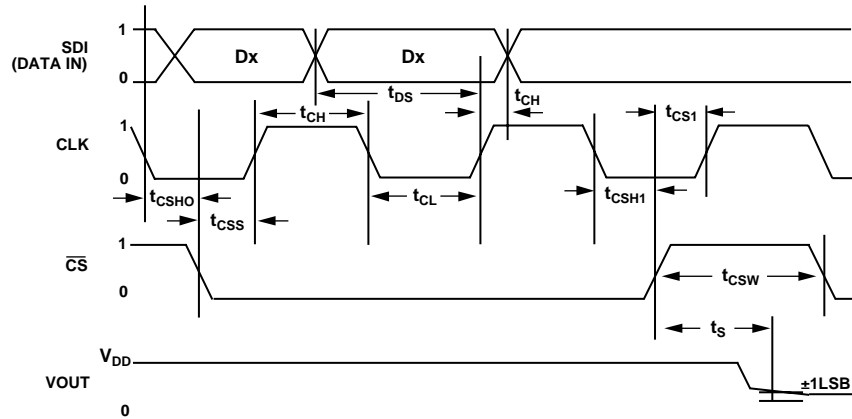 1
SDI
(DATA IN)
Dx
Dx
0
tDS
tCH
tCH
tCS1
1
CLK
0
tCSHO
tCSS
tCL
tCSH1
1
CS
0
tCSW
tS
VDD
VOUT
±1LSB
0